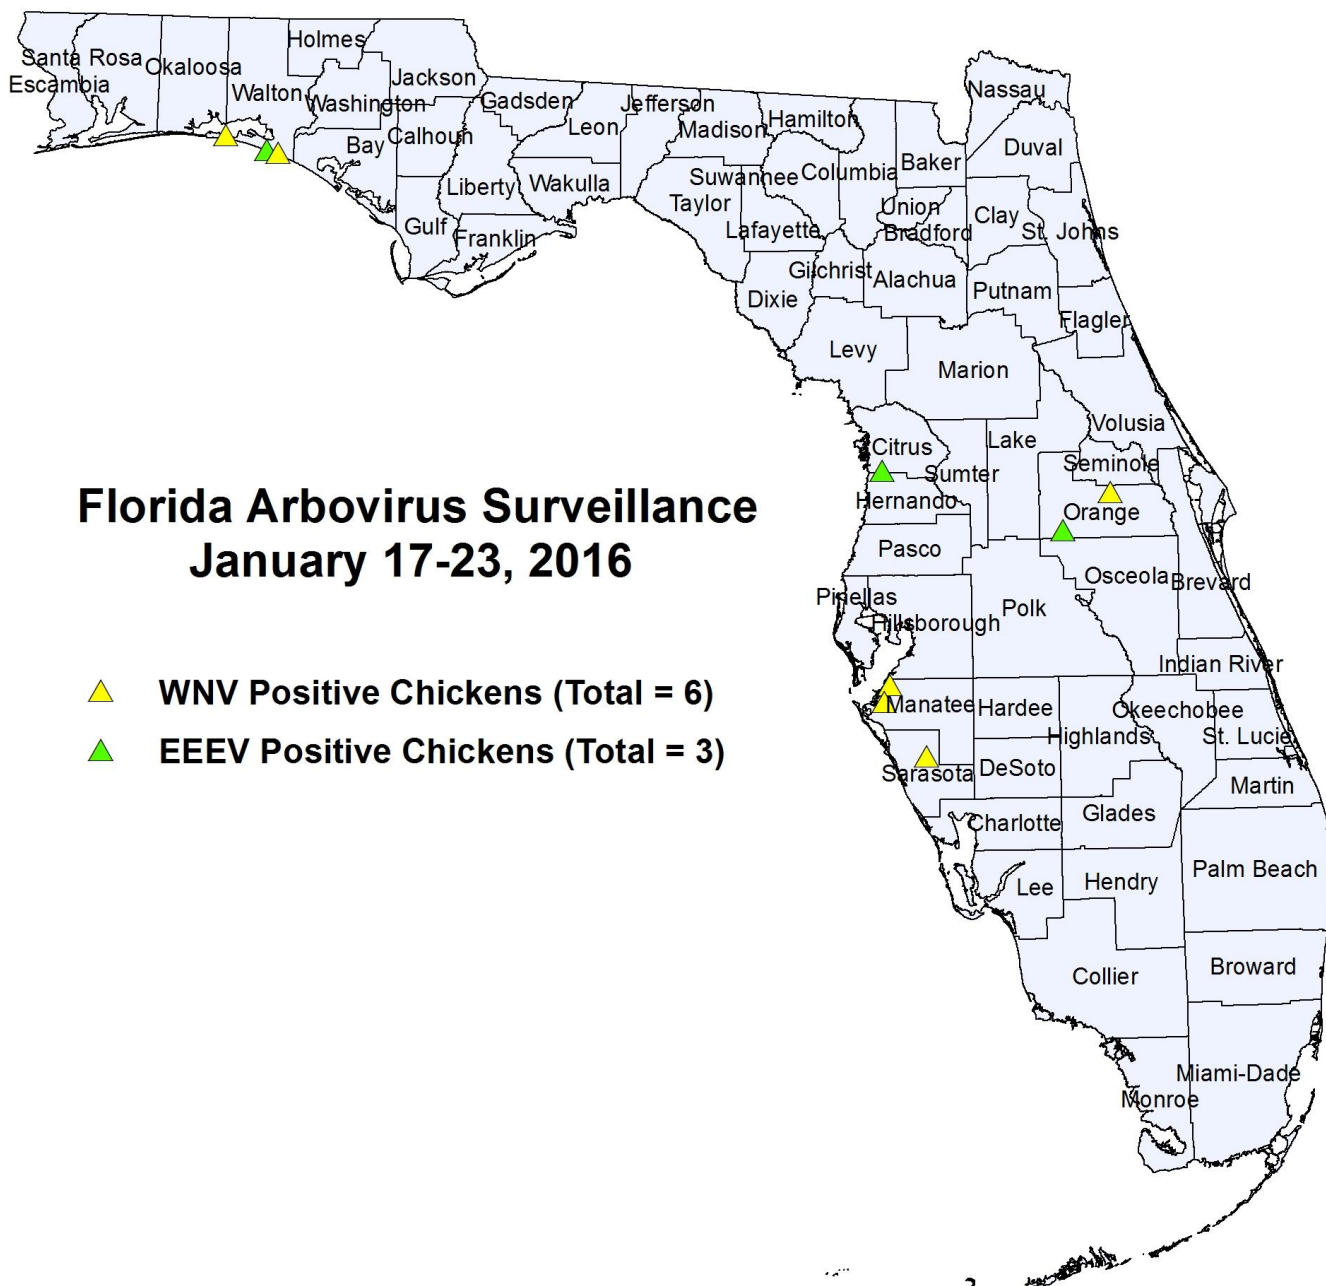 Holmes
Santa Rosa
Okaloosa
Jackson
Escambia
Walton
Washington
Gadsden
Jefferson
Nassau
Leon
Madison
Hamilton
Calhoun
Bay
Duval
Baker
Columbia
Suwannee
Liberty
Wakulla
Taylor
Union
Clay
Gulf
Franklin
Lafayette
Bradford
St. Johns
Gilchrist
Alachua
Dixie
Putnam
Flagler
Levy
Marion
Volusia
Citrus
Lake
Sumter
Seminole
Hernando
Orange
Florida Arbovirus Surveillance
January 17-23, 2016
Pasco
Osceola
Brevard
Pinellas
Polk
Hillsborough
Indian River
WNV Positive Chickens (Total = 6)
Manatee
Hardee
Okeechobee
Highlands
St. Lucie
EEEV Positive Chickens (Total = 3)
Sarasota
DeSoto
Martin
Charlotte
Glades
Lee
Hendry
Palm Beach
Collier
Broward
Miami-Dade
Monroe